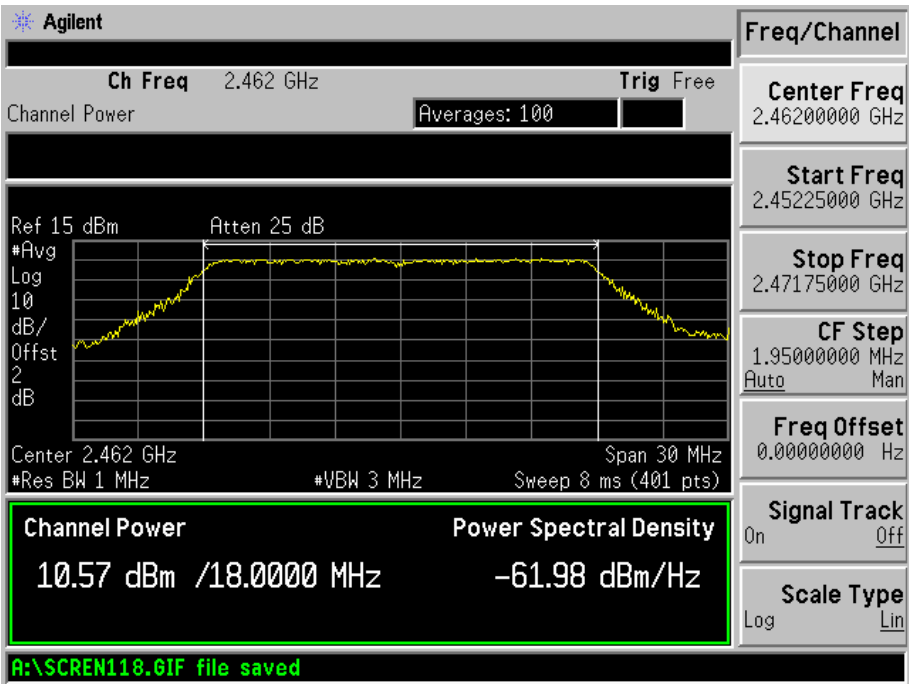 Agilent
Ch Freq 2.462 GHz Trig Free
Channel Power Averages: 100
Ref 15 dBm Atten 25 dB
#Avg
Log
10
dB/
Offst
2
dB
Center 2.462 GHz Span 30 MHz
#Res BW 1 MHz #VBW 3 MHz Sweep 8 ms (401 pts)
Channel Power Power Spectral Density
10.57 dBm /18.0000 MHz -61.98 dBm/Hz
A:\SCREN118.GIF file saved
Freq/Channel
Center Freq
2.46200000 GHz
Start Freq
2.45225000 GHz
Stop Freq
2.47175000 GHz
CF Step
1.95000000 MHz
Auto Man
Freq Offset
0.00000000 Hz
Signal Track
On Off
Scale Type
Log Lin